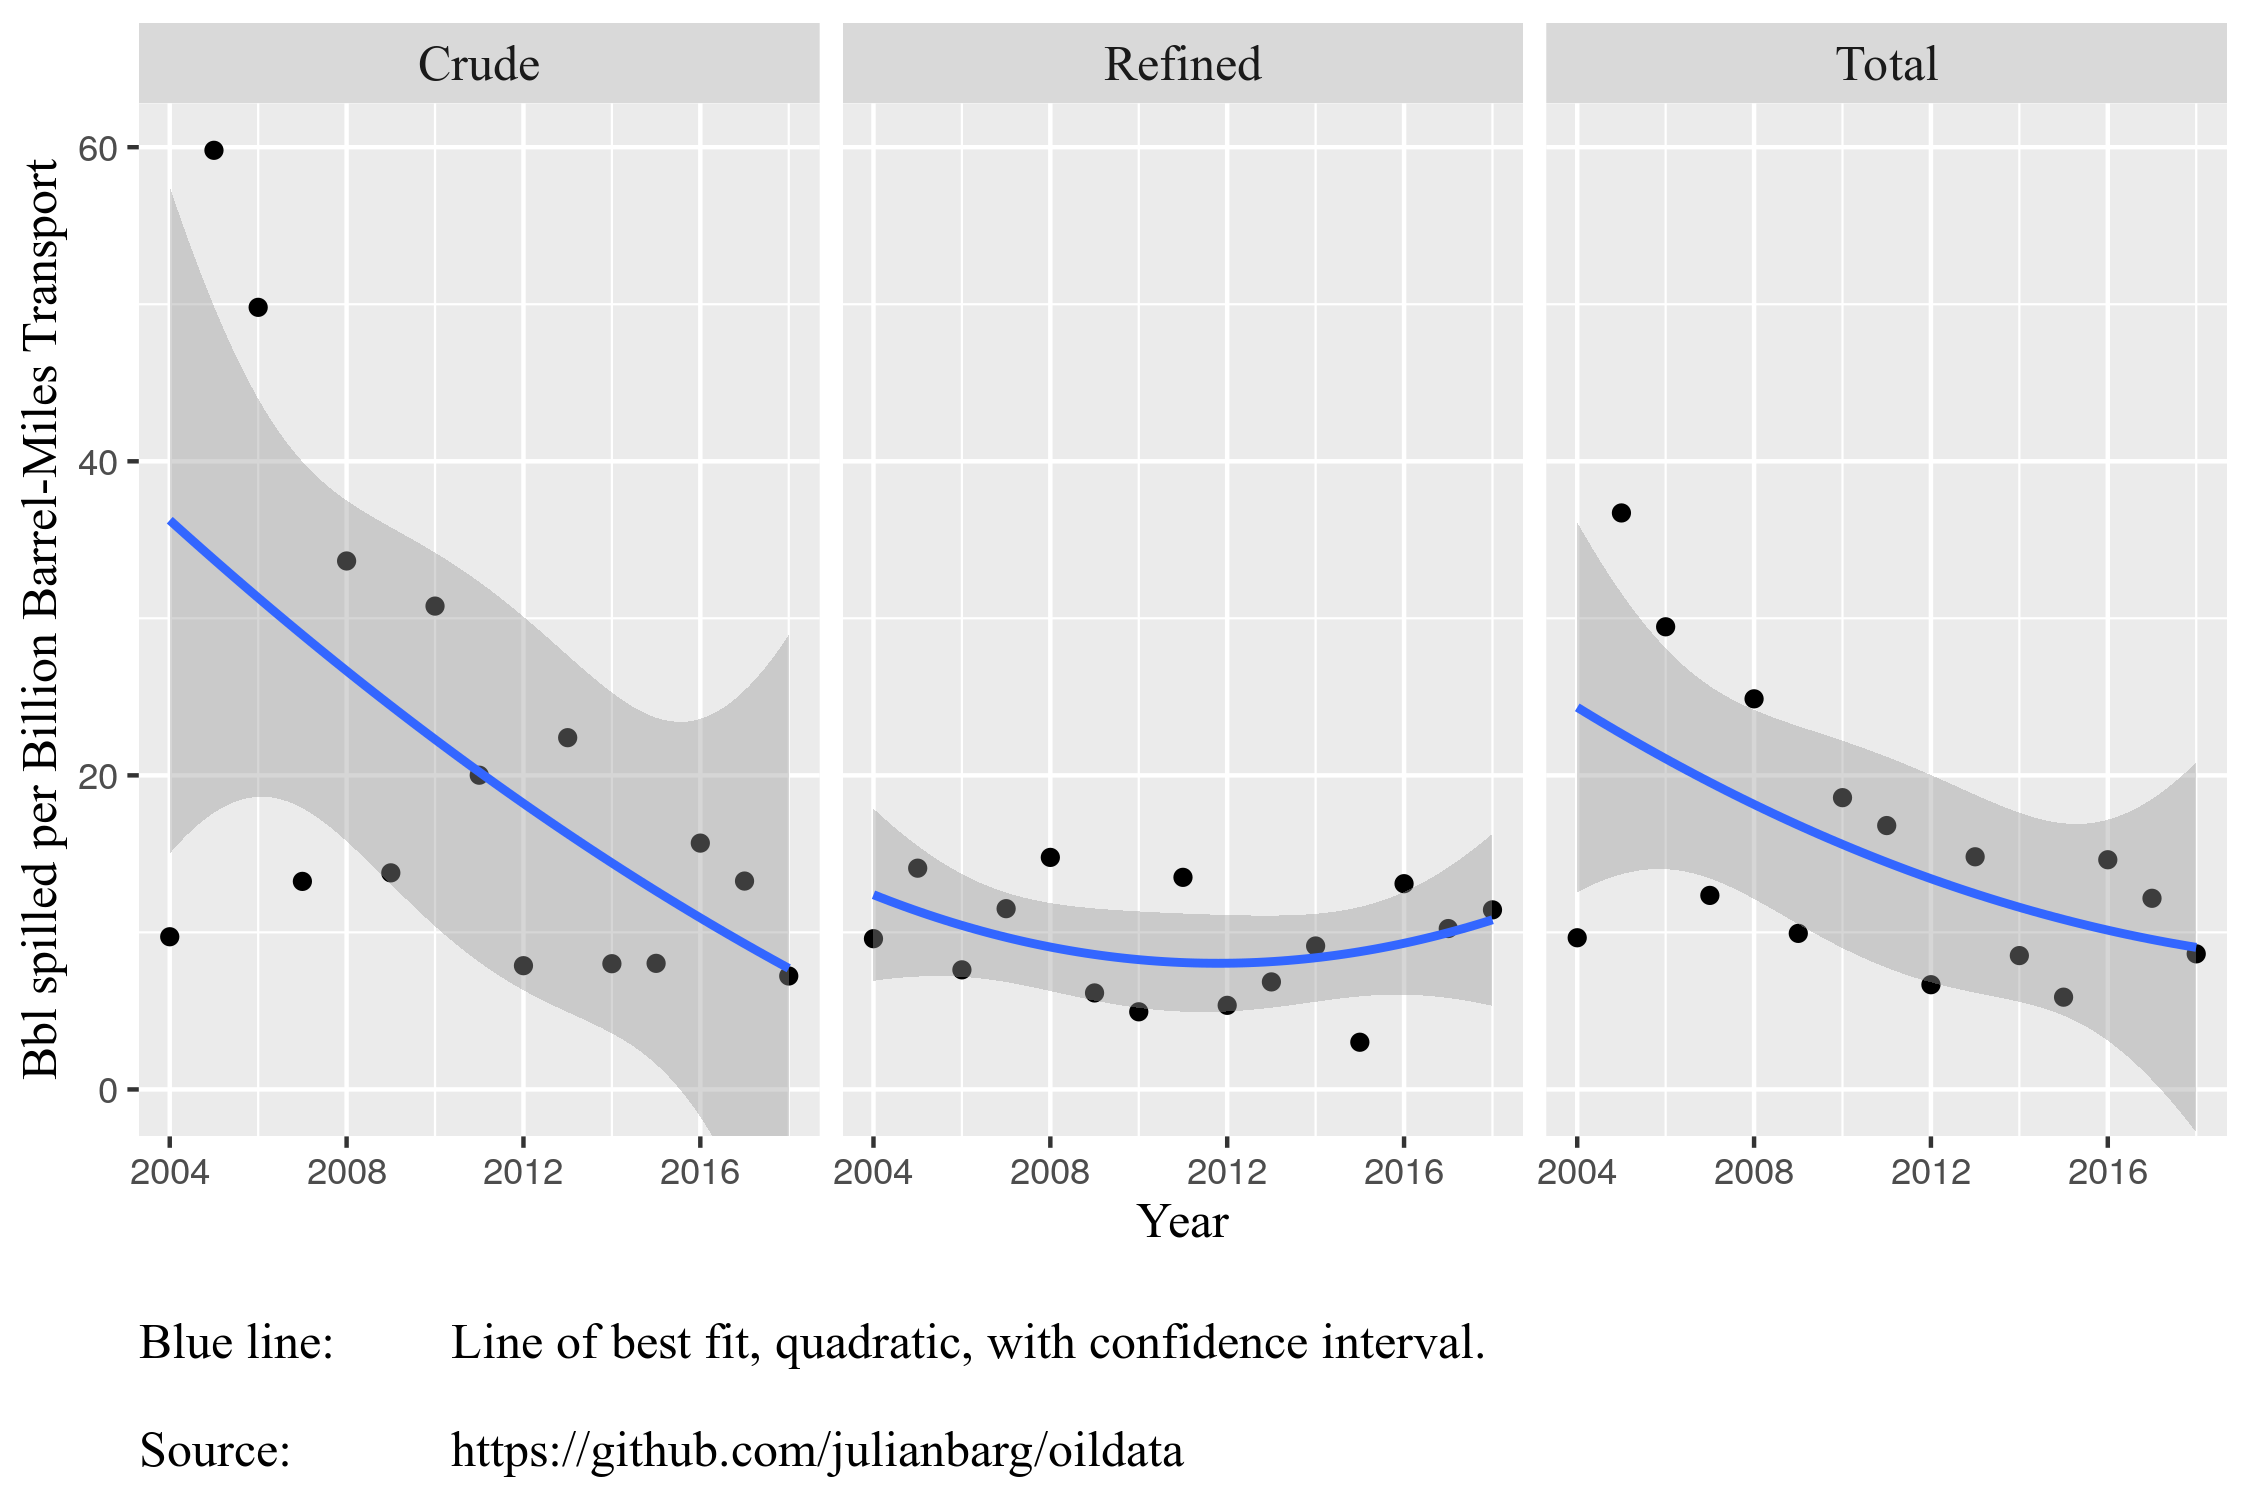 Crude Refined Total
Bbl spilled per Billion Barrel-Miles Transport
60
40
20
0
2004 2008 2012 2016 2004 2008 2012 2016 2004 2008 2012 2016
Year
Blue line: Line of best fit, quadratic, with confidence interval.
Source: https://github.com/julianbarg/oildata